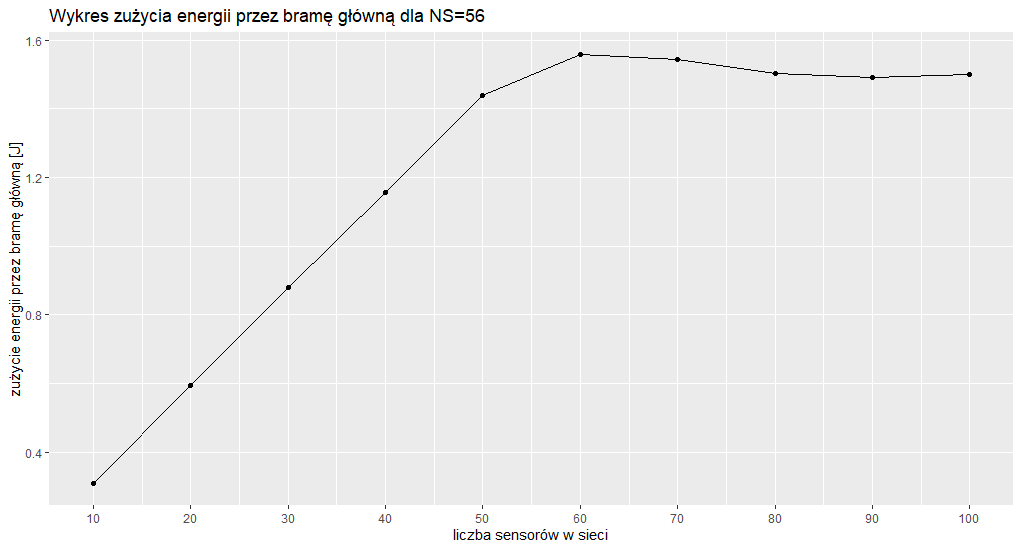 Wykres zużycia energii przez bramę główną dla NS=56
zużycie energii przez bramę główną [J]
1.6
1.2
0.8
0.4
10 20 30 40 50 60 70 80 90 100
liczba sensorów w sieci